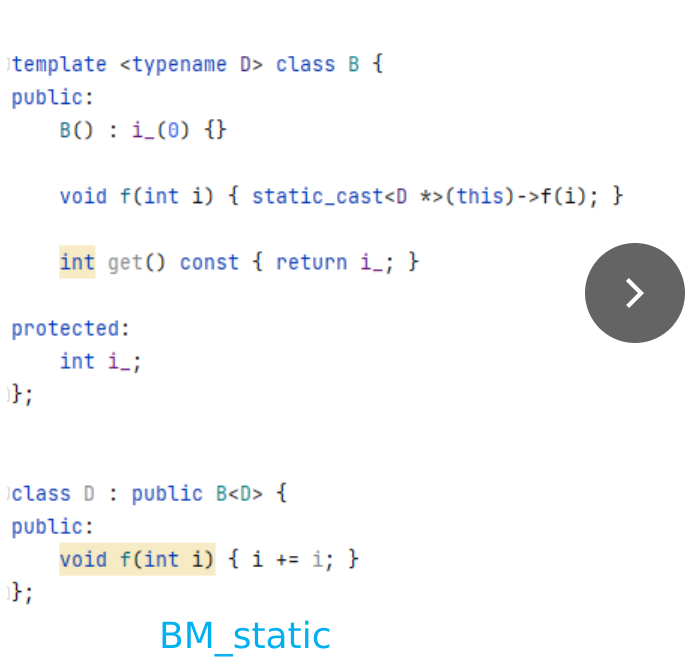 template <typename D> class B {
public:
    B() : i_(0) {}
    void f(int i) { static_cast<D *>(this)->f(i); }
    int get() const { return i_; }
protected:
    int i_;
};
class D : public B<D> {
public:
    void f(int i) { i += i; }
};
BM_static